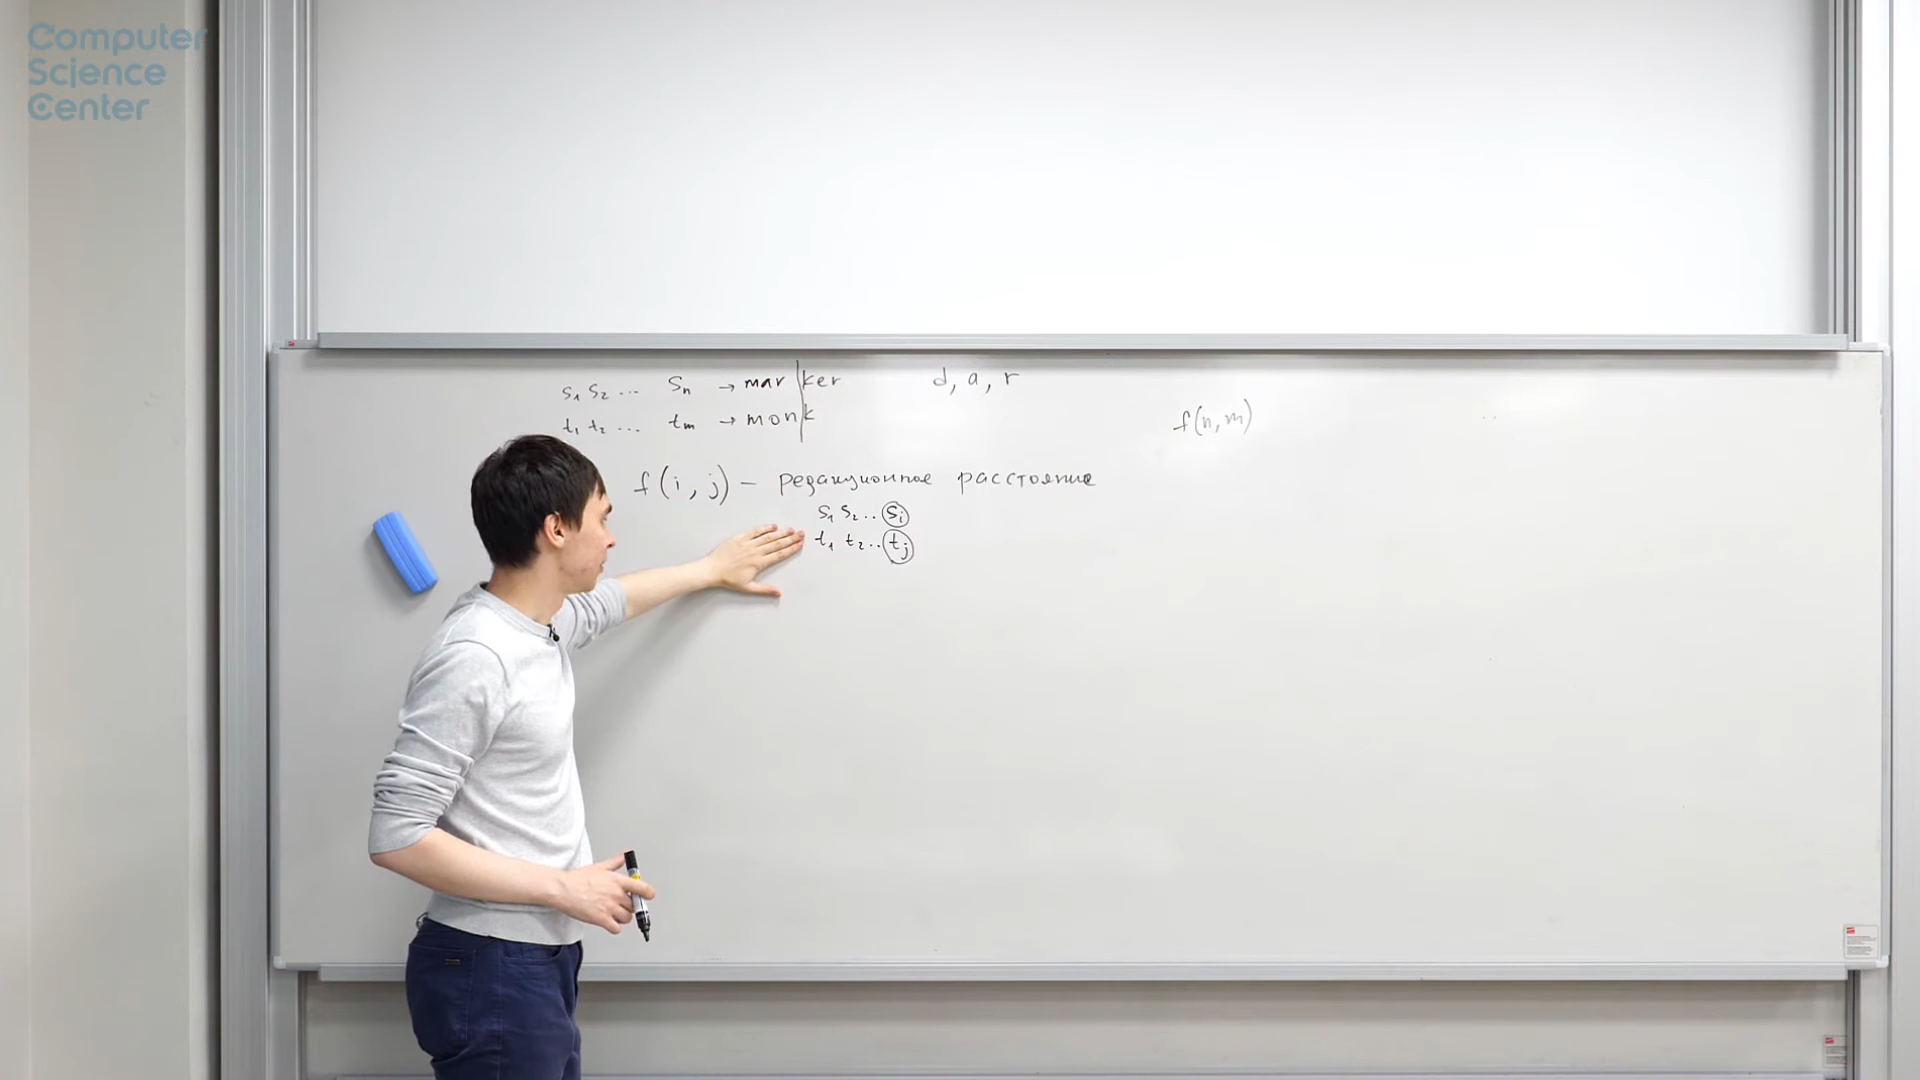 Computer
Science
Center
s₁ s₂ ... sₙ → mar|ker d, a, r
t₁ t₂ ... tₘ → mon|k
f(n, m)
f(i, j) — редакционное расстояние
s₁ s₂ .. sᵢ
t₁ t₂ .. tⱼ